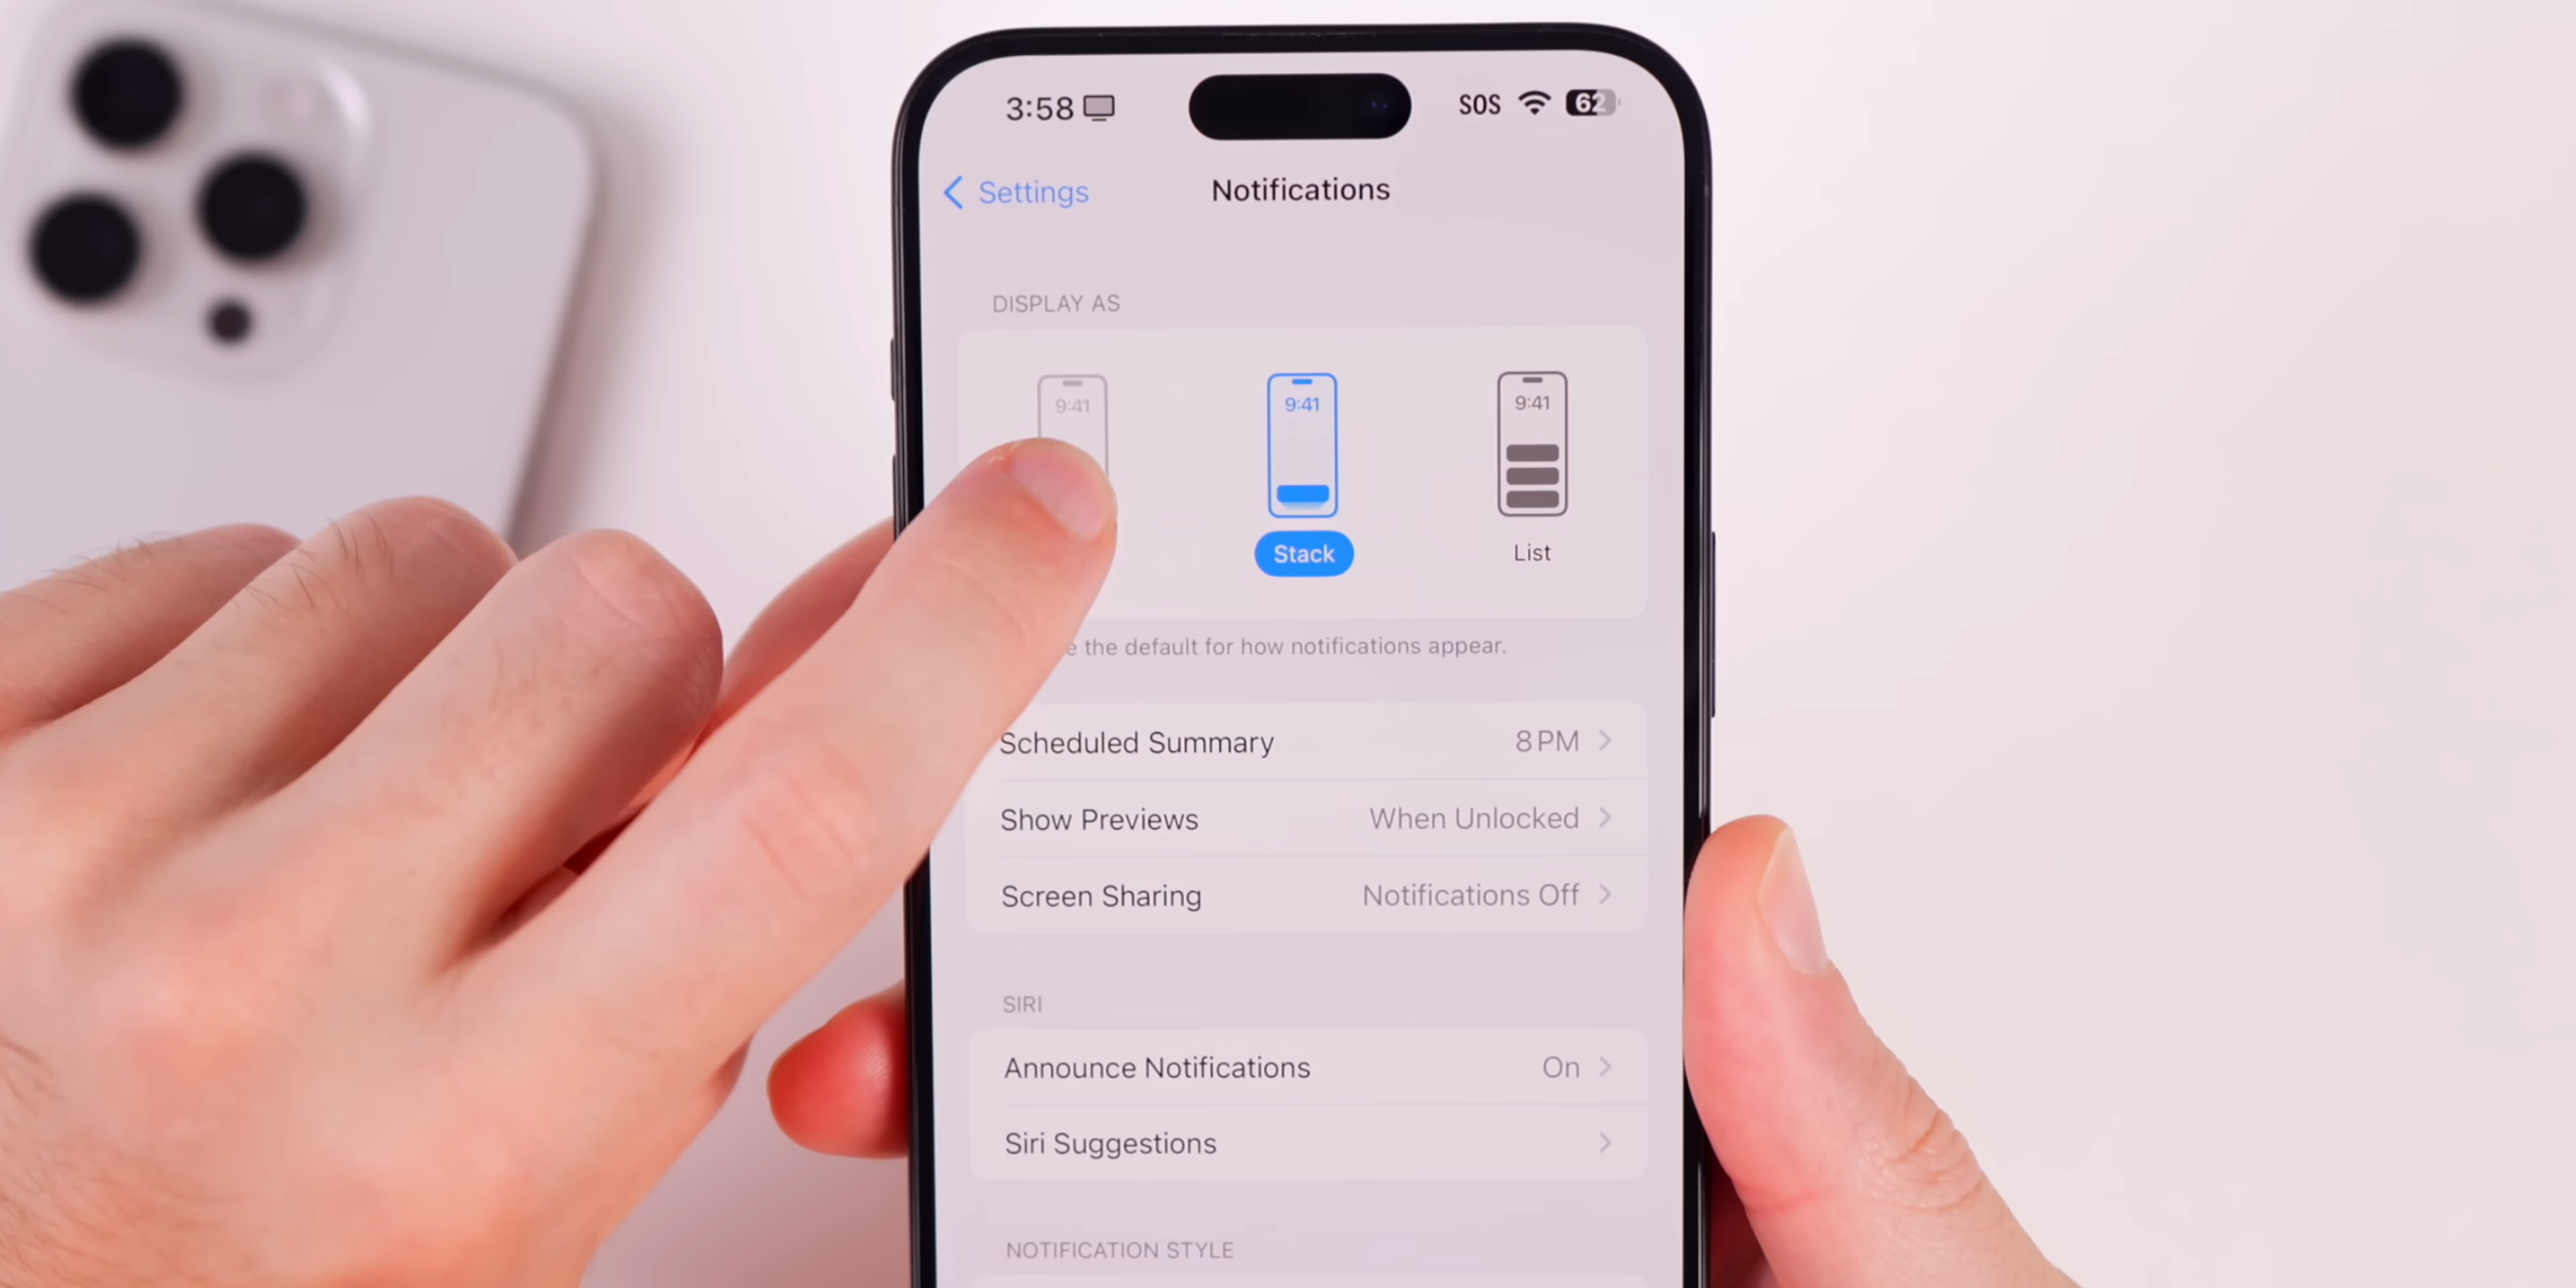 3:58 SOS 62
Settings Notifications
DISPLAY AS
9:41 9:41 9:41
Stack List
the default for how notifications appear.
Scheduled Summary 8 PM
Show Previews When Unlocked
Screen Sharing Notifications Off
SIRI
Announce Notifications On
Siri Suggestions
NOTIFICATION STYLE